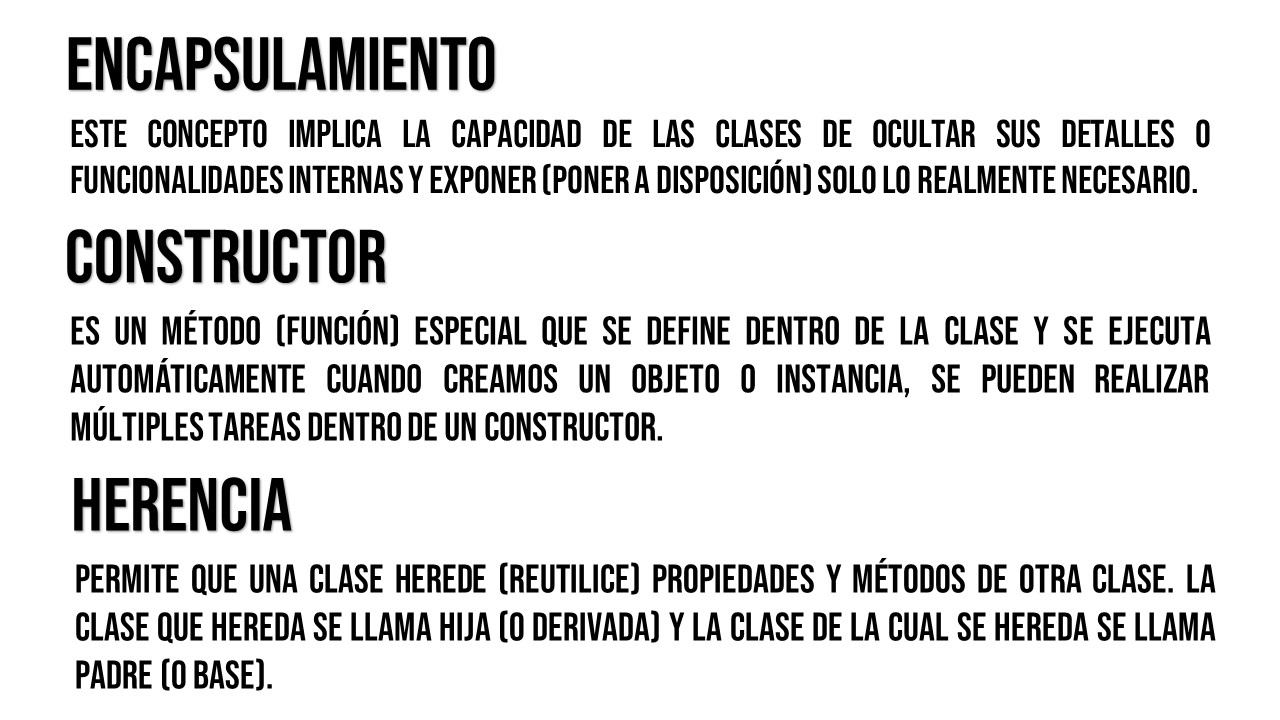 ENCAPSULAMIENTO
ESTE CONCEPTO IMPLICA LA CAPACIDAD DE LAS CLASES DE OCULTAR SUS DETALLES O
FUNCIONALIDADES INTERNAS Y EXPONER (PONER A DISPOSICIÓN) SOLO LO REALMENTE NECESARIO.
CONSTRUCTOR
ES UN MÉTODO (FUNCIÓN) ESPECIAL QUE SE DEFINE DENTRO DE LA CLASE Y SE EJECUTA
AUTOMÁTICAMENTE CUANDO CREAMOS UN OBJETO O INSTANCIA, SE PUEDEN REALIZAR
MÚLTIPLES TAREAS DENTRO DE UN CONSTRUCTOR.
HERENCIA
PERMITE QUE UNA CLASE HEREDE (REUTILICE) PROPIEDADES Y MÉTODOS DE OTRA CLASE. LA
CLASE QUE HEREDA SE LLAMA HIJA (O DERIVADA) Y LA CLASE DE LA CUAL SE HEREDA SE LLAMA
PADRE (O BASE).